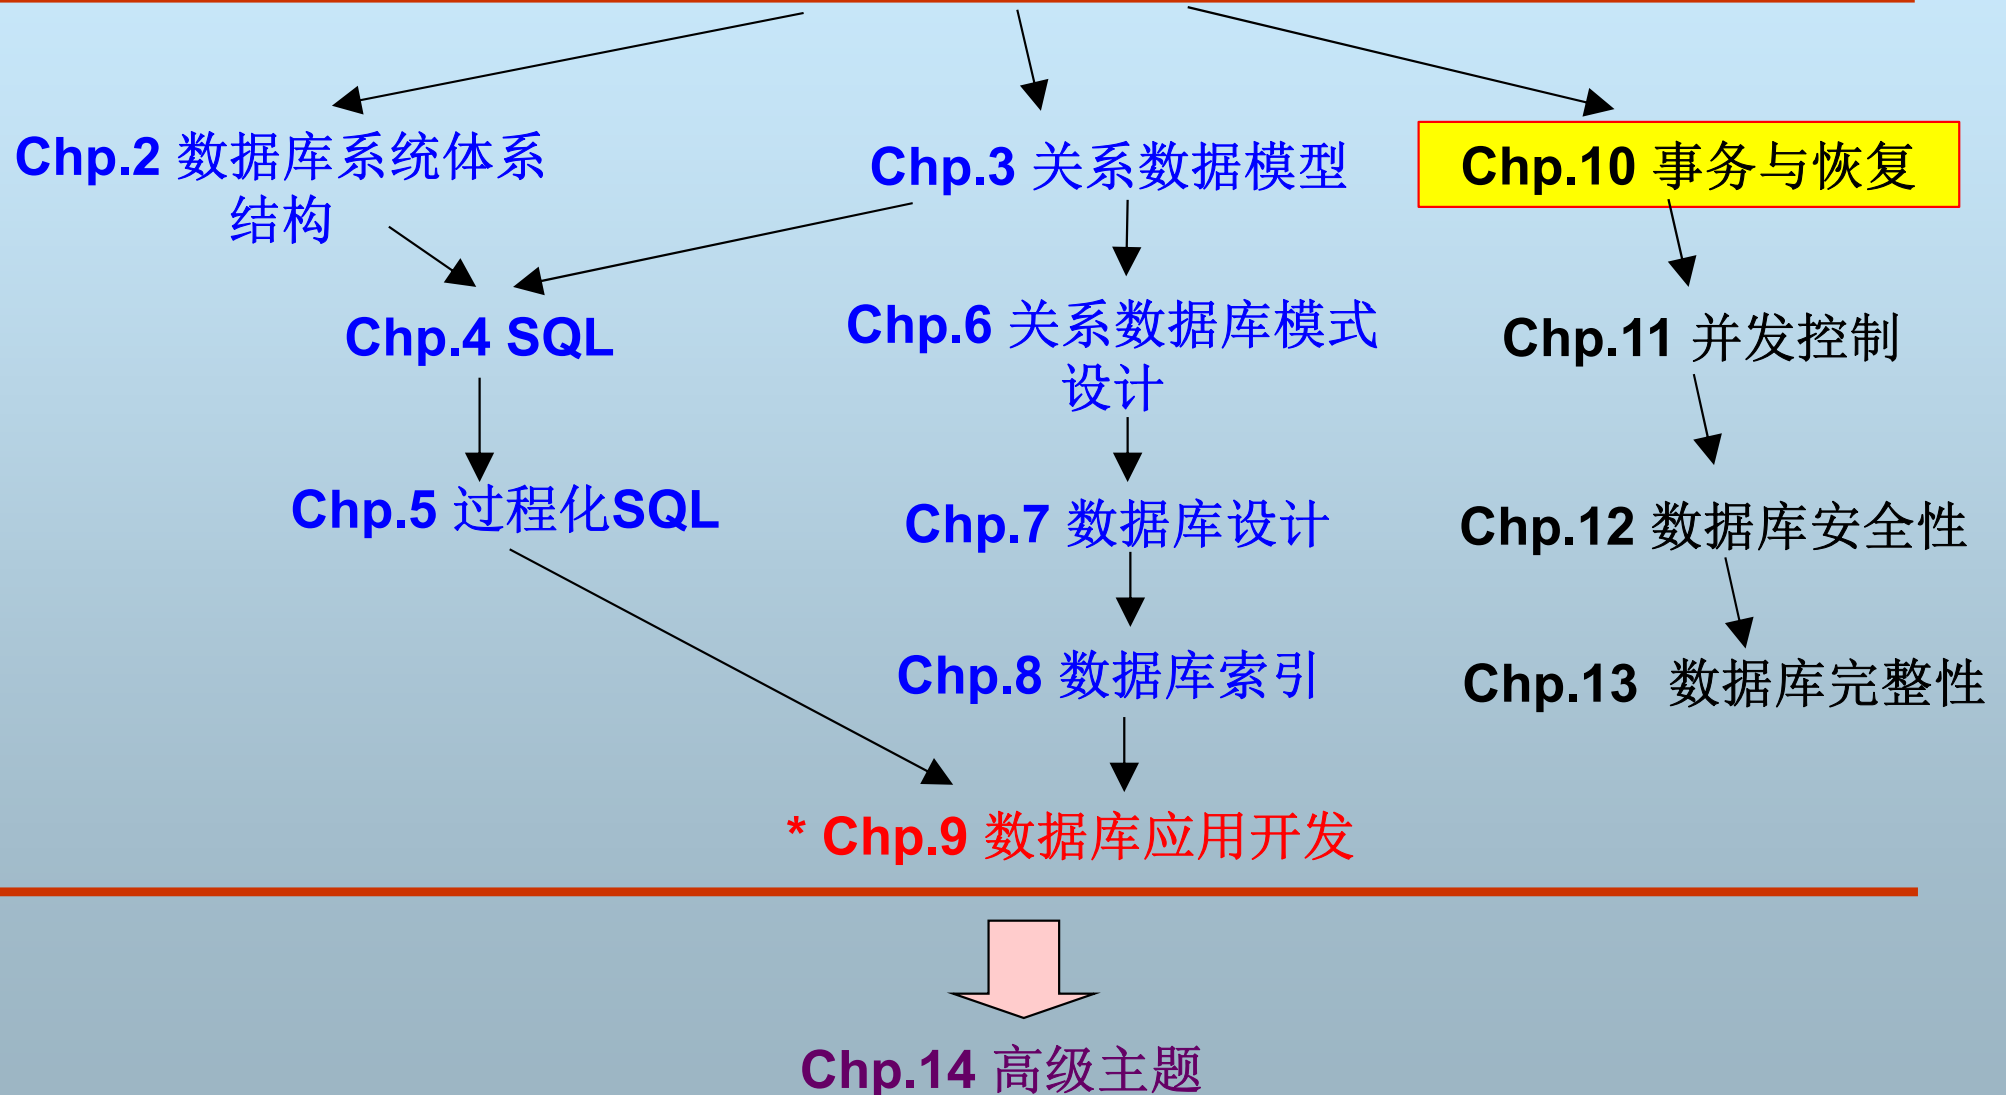 Chp.2 数据库系统体系
结构
Chp.3 关系数据模型
Chp.10 事务与恢复
Chp.4 SQL
Chp.6 关系数据库模式
设计
Chp.11 并发控制
Chp.5 过程化SQL
Chp.7 数据库设计
Chp.12 数据库安全性
Chp.8 数据库索引
Chp.13 数据库完整性
* Chp.9 数据库应用开发
Chp.14 高级主题